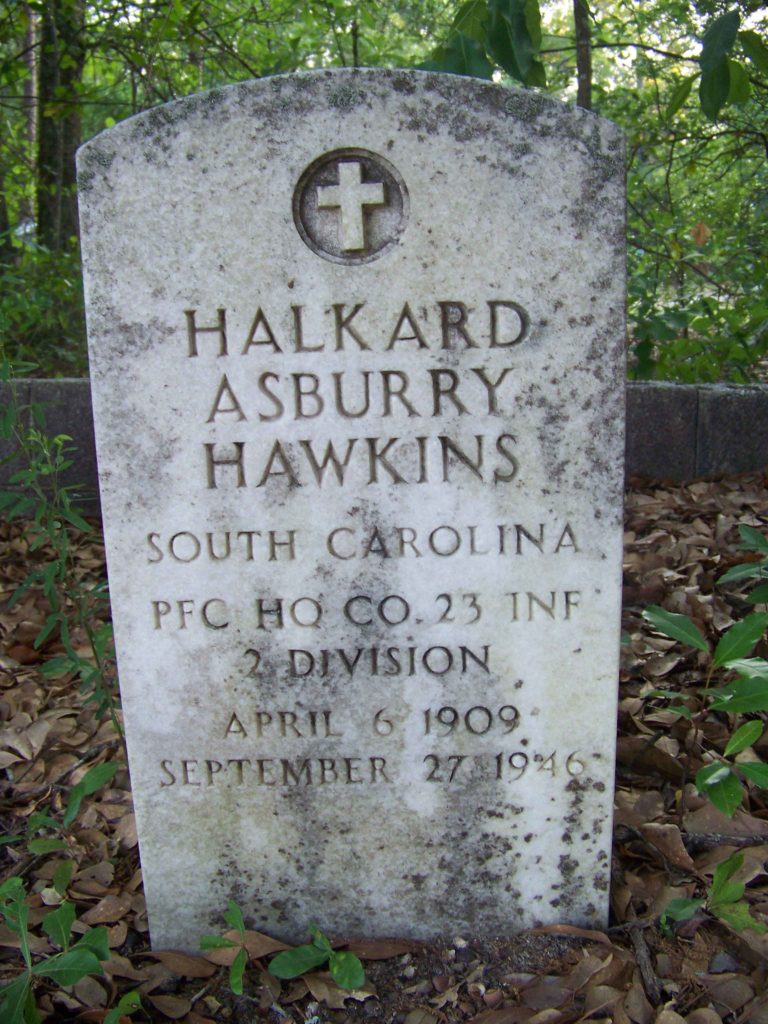 HALKARD
ASBURRY
HAWKINS
SOUTH CAROLINA
PFC HQ CO. 23 INF
2 DIVISION
APRIL 6 1909
SEPTEMBER 27 1946